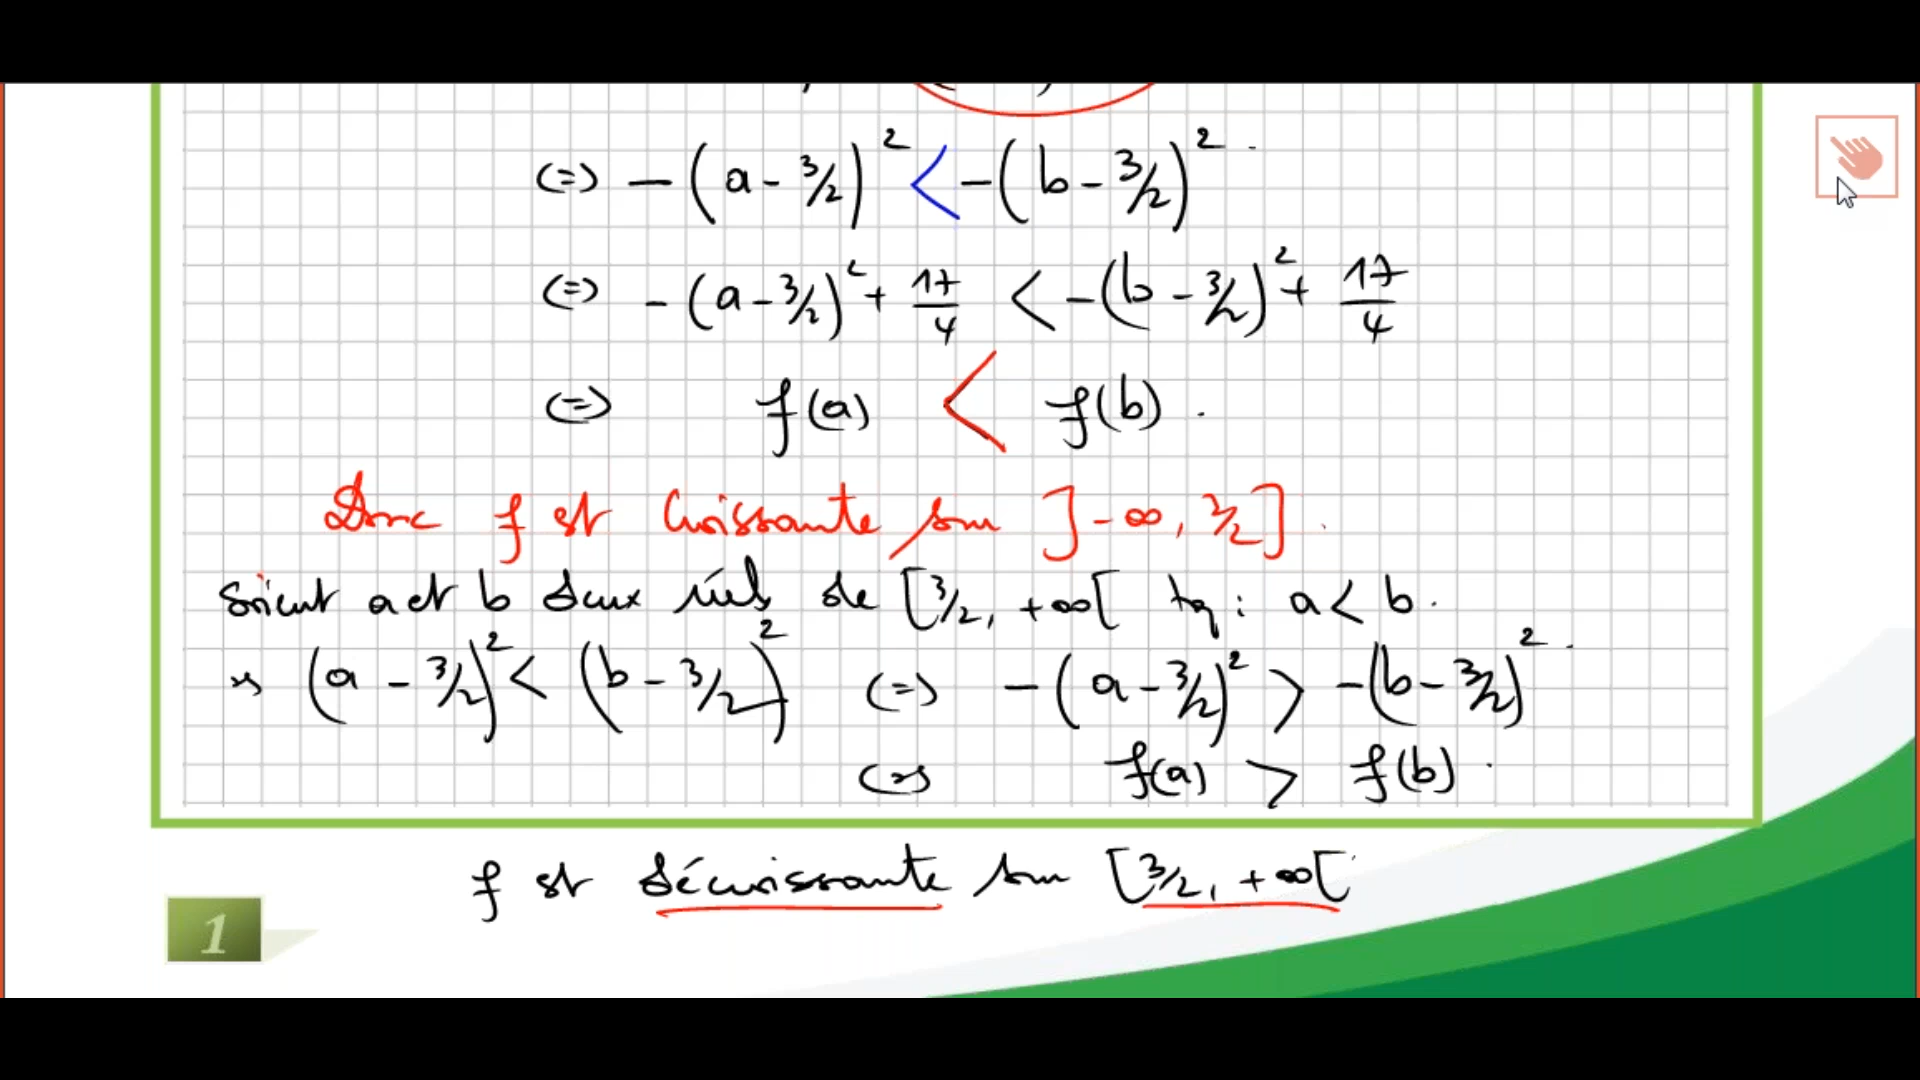 (=) -(a - 3/2)² < -(b - 3/2)².
(=) -(a - 3/2)² + 17/4 < -(b - 3/2)² + 17/4
(=) f(a) < f(b).
Donc f est Croissante sur ]-∞, 3/2].
Soient a et b deux réels de [3/2, +∞[ tq : a < b.
(a - 3/2)² < (b - 3/2)² (=) -(a - 3/2)² > -(b - 3/2)².
(=) f(a) > f(b).
f est décroissante sur [3/2, +∞[
1